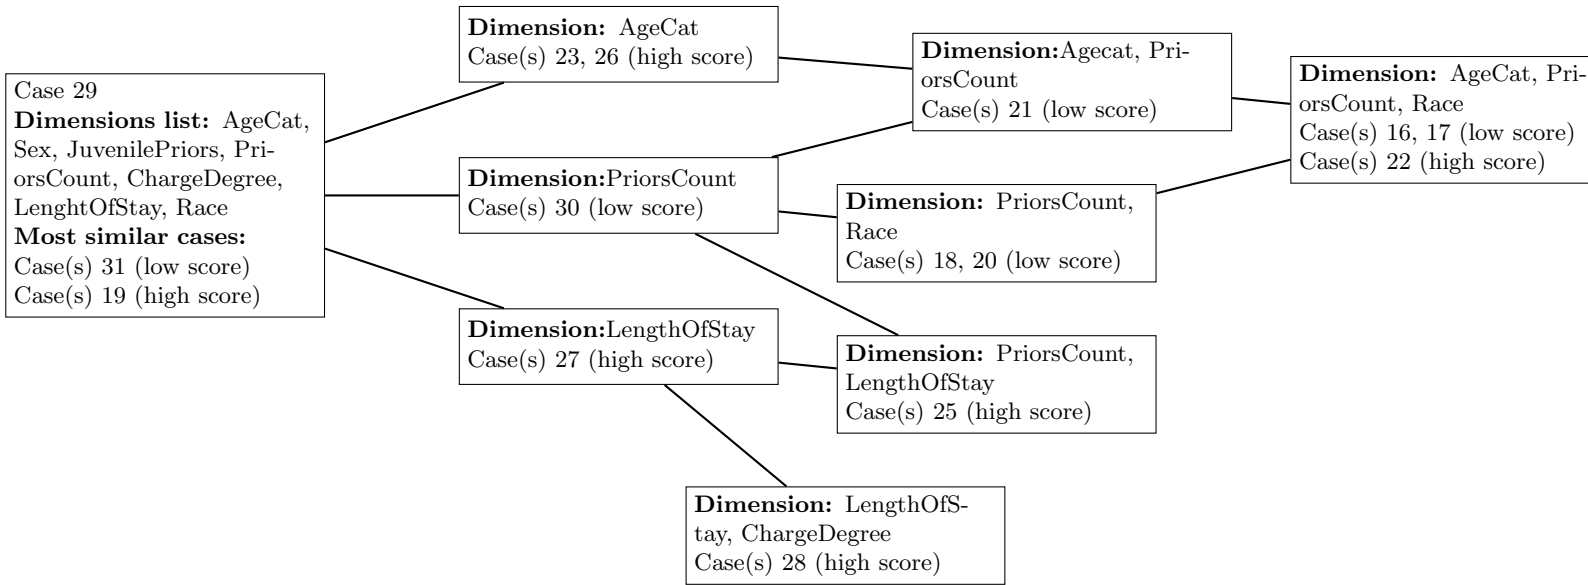 Case 29
Dimensions list: AgeCat,
Sex, JuvenilePriors, Pri-
orsCount, ChargeDegree,
LenghtOfStay, Race
Most similar cases:
Case(s) 31 (low score)
Case(s) 19 (high score)
Dimension: AgeCat
Case(s) 23, 26 (high score)
Dimension:PriorsCount
Case(s) 30 (low score)
Dimension:LengthOfStay
Case(s) 27 (high score)
Dimension:Agecat, Pri-
orsCount
Case(s) 21 (low score)
Dimension: PriorsCount,
Race
Case(s) 18, 20 (low score)
Dimension: PriorsCount,
LengthOfStay
Case(s) 25 (high score)
Dimension: LengthOfS-
tay, ChargeDegree
Case(s) 28 (high score)
Dimension: AgeCat, Pri-
orsCount, Race
Case(s) 16, 17 (low score)
Case(s) 22 (high score)